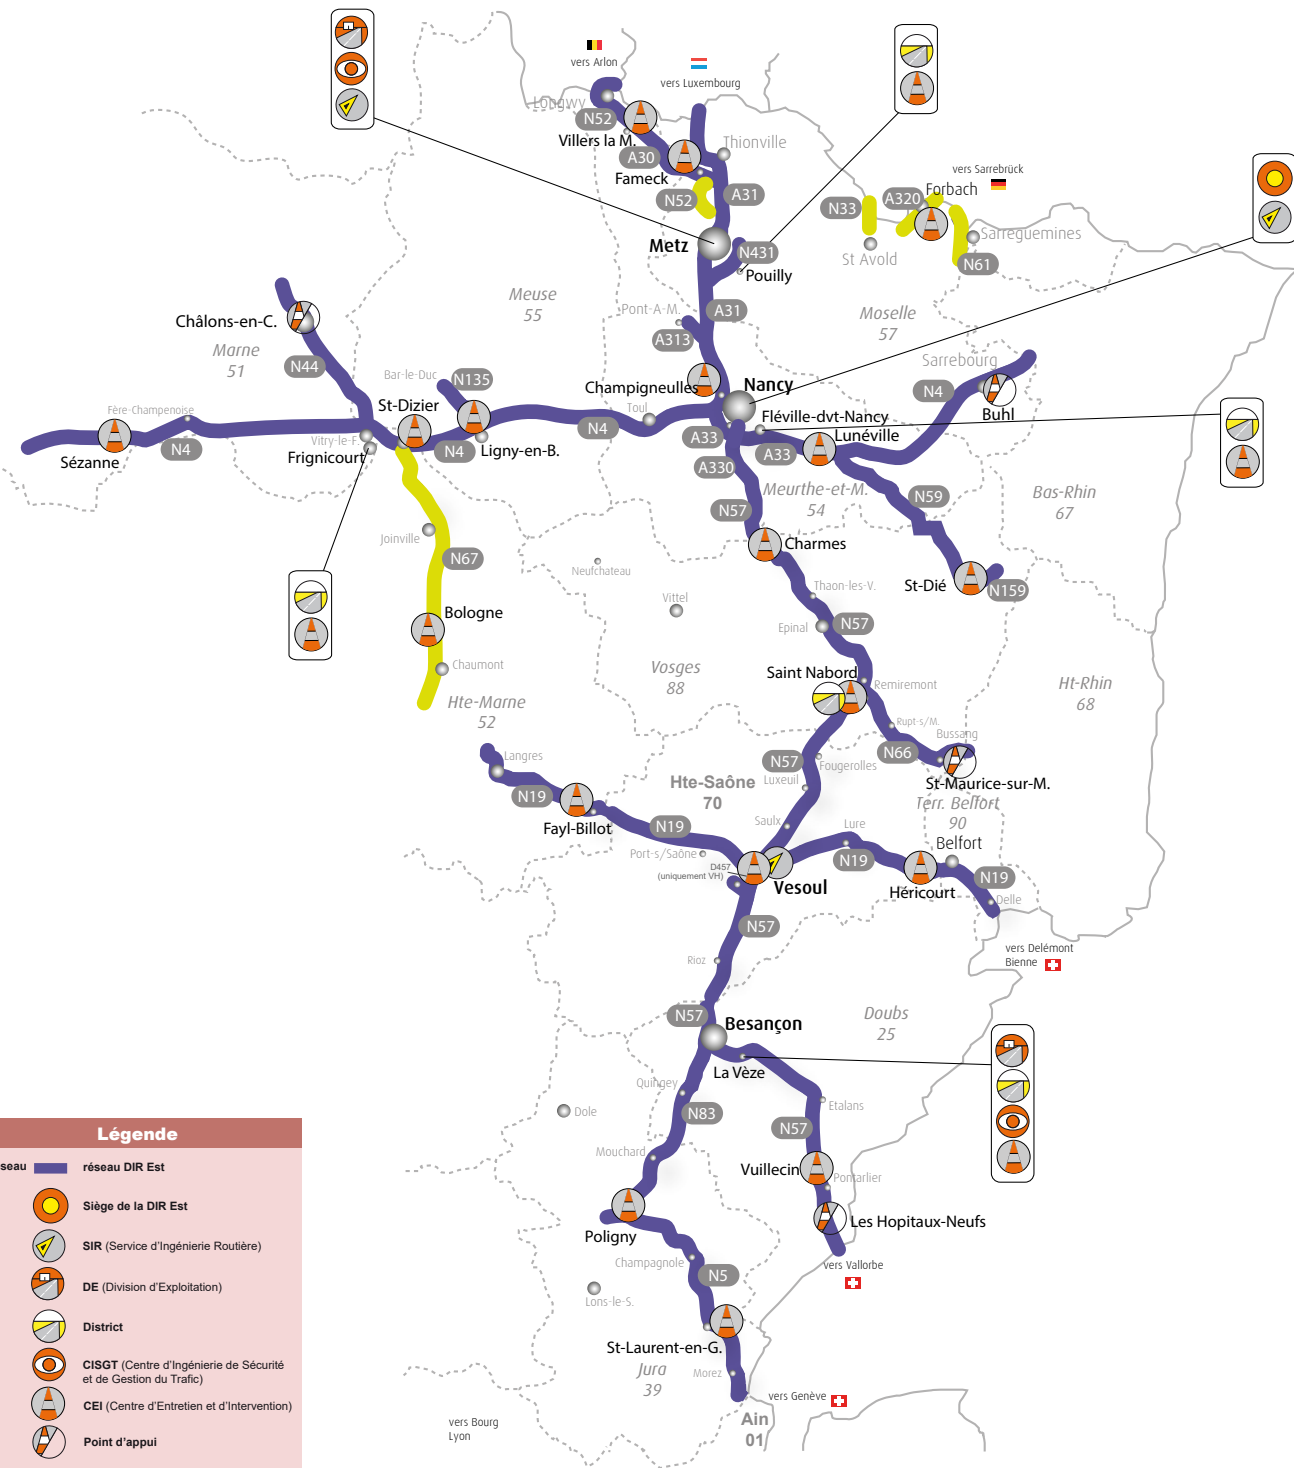 vers Arlon
vers Luxembourg
Longwy
N52
Villers la M.
A30
Thionville
Fameck
N52
A31
vers Sarrebrück
Forbach
A320
N33
Sarreguemines
St Avold
N61
Metz
N431
Pouilly
Meuse
55
Moselle
57
Châlons-en-C.
Marne
51
N44
Pont-A-M.
A31
A313
Sarrebourg
N4
Buhl
Bar-le-Duc
N135
Champigneulles
Nancy
St-Dizier
Toul
Fléville-dvt-Nancy
Lunéville
Fère-Champenoise
Vitry-le-F.
Frignicourt
Sézanne
N4
N4
Ligny-en-B.
N4
A33
A33
A330
Meurthe-et-M.
54
N59
Bas-Rhin
67
N57
Joinville
N67
Charmes
Neufchateau
Thaon-les-V.
St-Dié
N159
Vittel
Bologne
Epinal
N57
Chaumont
Vosges
88
Saint Nabord
Remiremont
Ht-Rhin
68
Hte-Marne
52
Rupt-s/M.
Bussang
N66
Langres
N57
Fougerolles
St-Maurice-sur-M.
Hte-Saône
70
Luxeuil
Terr. Belfort
90
N19
Fayl-Billot
N19
Saulx
Lure
Belfort
Port-s/Saône
D457
(uniquement VH)
N19
Vesoul
Héricourt
N19
Delle
N57
vers Delémont
Bienne
Rioz
N57
Besançon
Doubs
25
La Vèze
Quingey
Etalans
Dole
N83
N57
Mouchard
Vuillecin
Pontarlier
Les Hopitaux-Neufs
Poligny
Champagnole
N5
vers Vallorbe
Lons-le-S.
St-Laurent-en-G.
Jura
39
Morez
vers Genève
Ain
01
vers Bourg
Lyon
Légende
seau
réseau DIR Est
Siège de la DIR Est
SIR (Service d'Ingénierie Routière)
DE (Division d'Exploitation)
District
CISGT (Centre d'Ingénierie de Sécurité
et de Gestion du Trafic)
CEI (Centre d'Entretien et d'Intervention)
Point d'appui